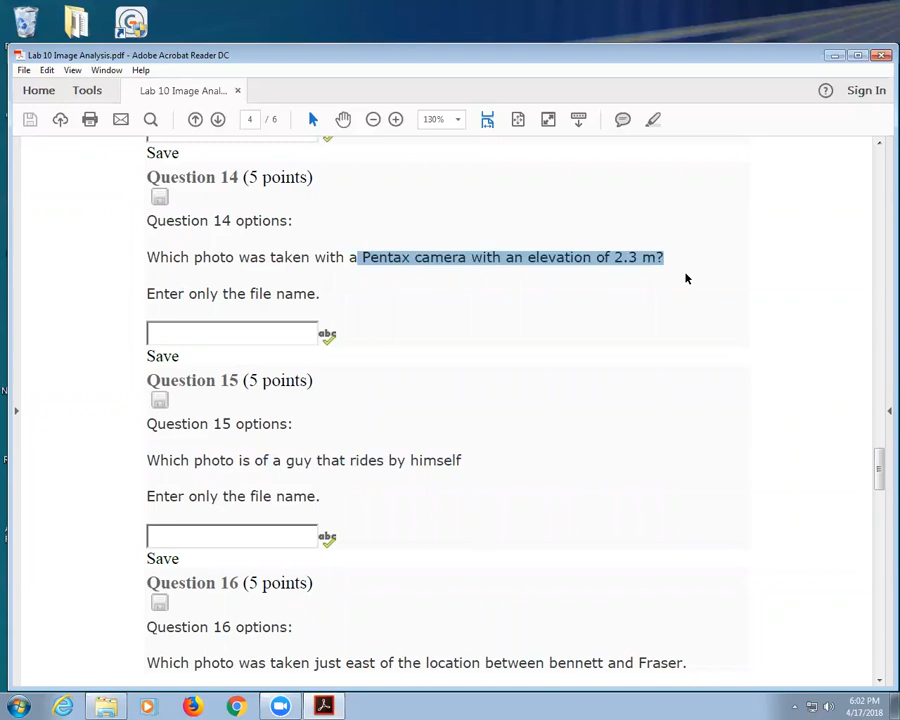 Lab 10 Image Analysis.pdf - Adobe Acrobat Reader DC
File Edit View Window Help
Home Tools Lab 10 Image Anal... × ? Sign In
4 / 6 130%
Save
Question 14 (5 points)
Question 14 options:
Which photo was taken with a Pentax camera with an elevation of 2.3 m?
Enter only the file name.
abc
Save
Question 15 (5 points)
Question 15 options:
Which photo is of a guy that rides by himself
Enter only the file name.
abc
Save
Question 16 (5 points)
Question 16 options:
Which photo was taken just east of the location between bennett and Fraser.
6:02 PM
4/17/2018